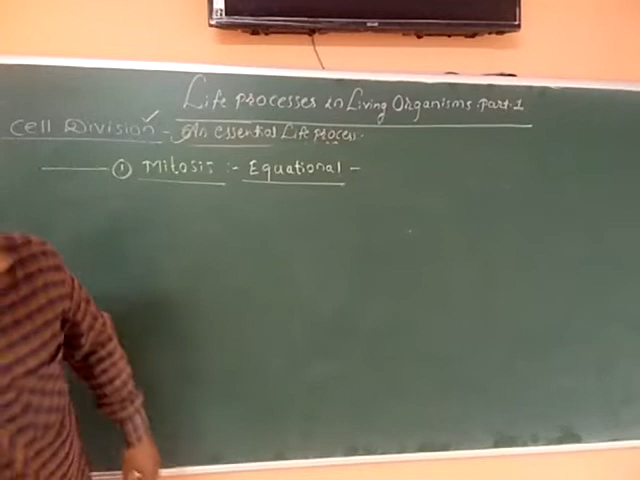 Life processes in Living Organisms part-1
Cell Division - An essential Life process.
① Mitosis :- Equational -